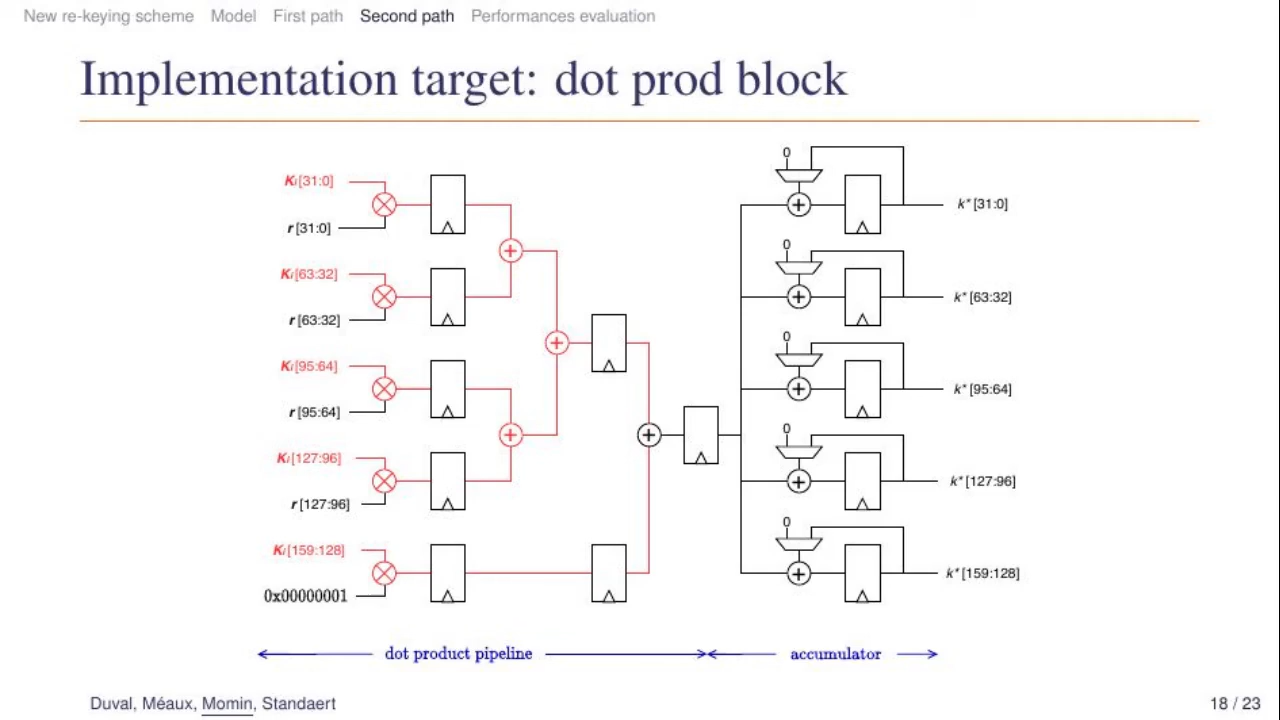 New re-keying scheme Model First path Second path Performances evaluation
Implementation target: dot prod block
Ki[31:0]
r[31:0]
Ki[63:32]
r[63:32]
Ki[95:64]
r[95:64]
Ki[127:96]
r[127:96]
Ki[159:128]
0x00000001
0
k*[31:0]
0
k*[63:32]
0
k*[95:64]
0
k*[127:96]
0
k*[159:128]
dot product pipeline
accumulator
Duval, Méaux, Momin, Standaert
18 / 23